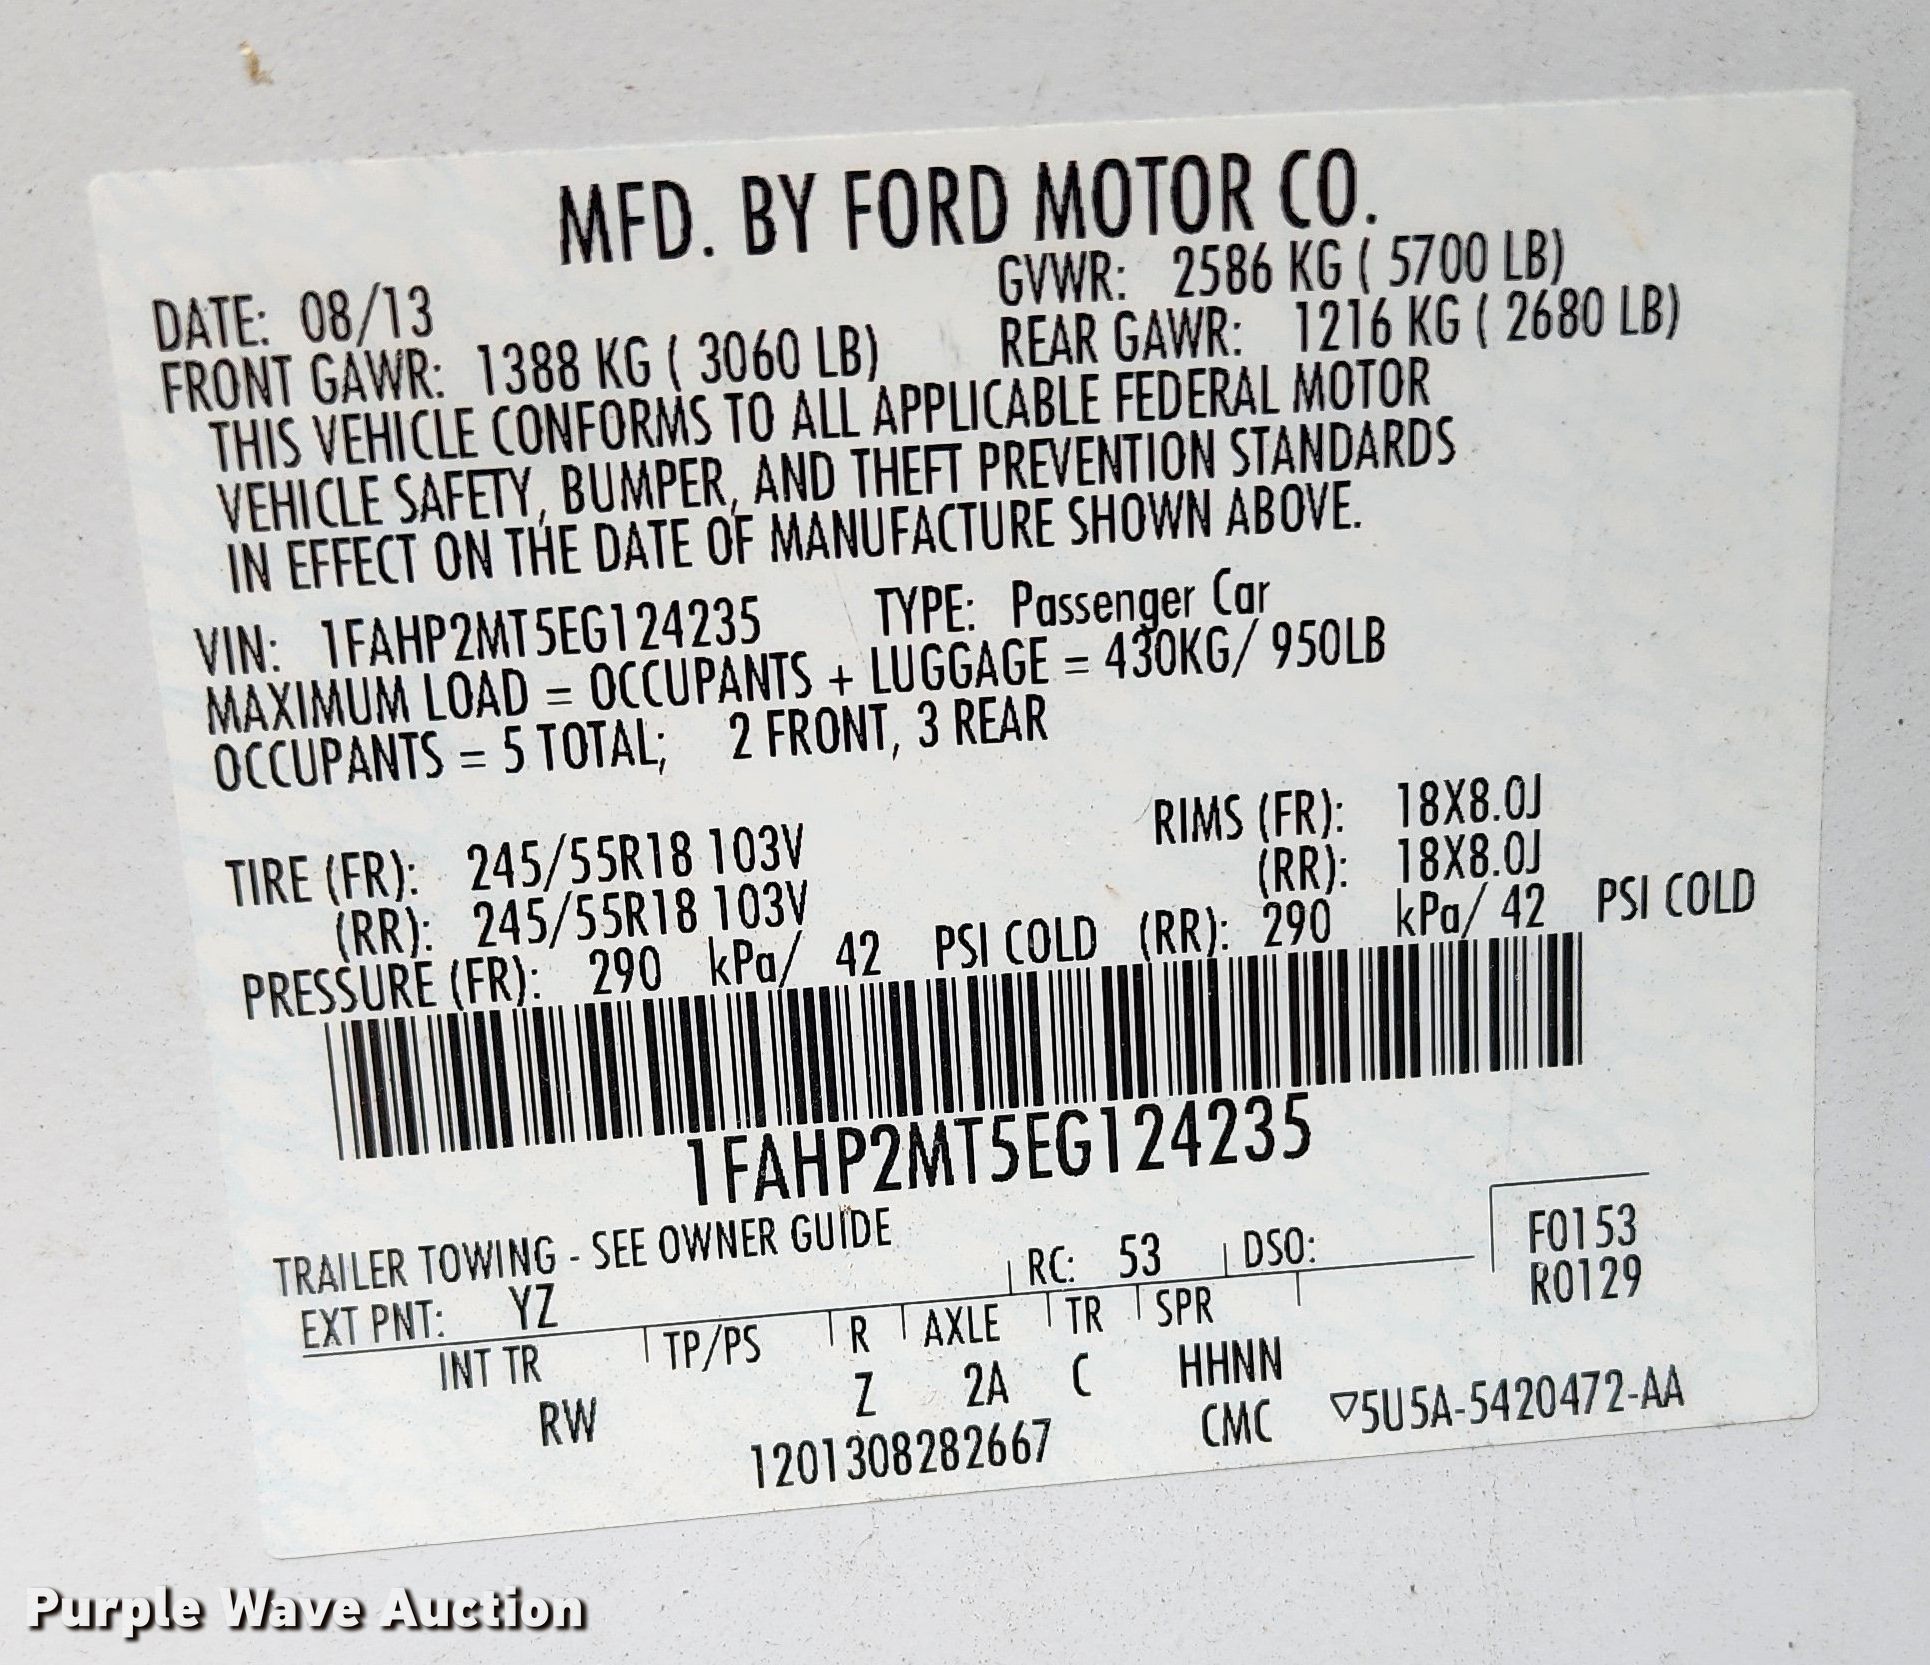 MFD. BY FORD MOTOR CO.
DATE: 08/13 GVWR: 2586 KG ( 5700 LB)
FRONT GAWR: 1388 KG ( 3060 LB) REAR GAWR: 1216 KG ( 2680 LB)
THIS VEHICLE CONFORMS TO ALL APPLICABLE FEDERAL MOTOR
VEHICLE SAFETY, BUMPER, AND THEFT PREVENTION STANDARDS
IN EFFECT ON THE DATE OF MANUFACTURE SHOWN ABOVE.
VIN: 1FAHP2MT5EG124235 TYPE: Passenger Car
MAXIMUM LOAD = OCCUPANTS + LUGGAGE = 430KG/ 950LB
OCCUPANTS = 5 TOTAL; 2 FRONT, 3 REAR
TIRE (FR): 245/55R18 103V RIMS (FR): 18X8.0J
(RR): 245/55R18 103V (RR): 18X8.0J
PRESSURE (FR): 290 kPa/ 42 PSI COLD (RR): 290 kPa/ 42 PSI COLD
1FAHP2MT5EG124235
TRAILER TOWING - SEE OWNER GUIDE
EXT PNT: YZ RC: 53 DSO: F0153
R0129
INT TR TP/PS R AXLE TR SPR
RW Z 2A C HHNN
1201308282667 CMC ▽5U5A-5420472-AA
Purple Wave Auction